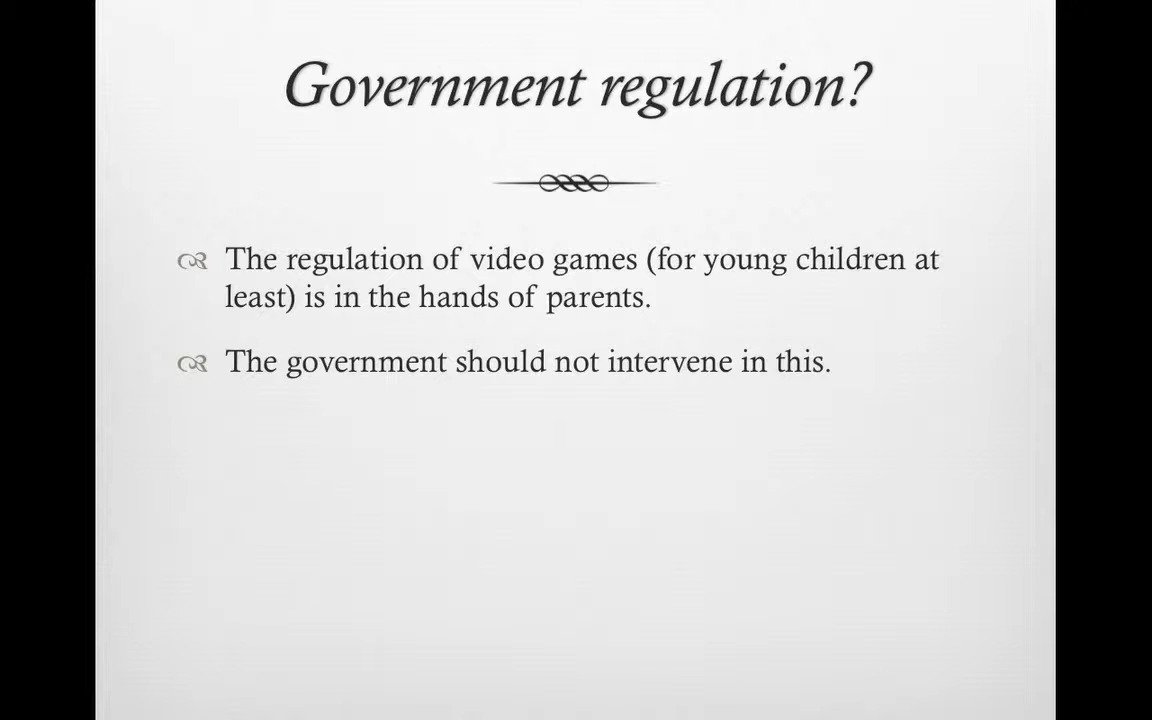 Government regulation?
The regulation of video games (for young children at
least) is in the hands of parents.
The government should not intervene in this.